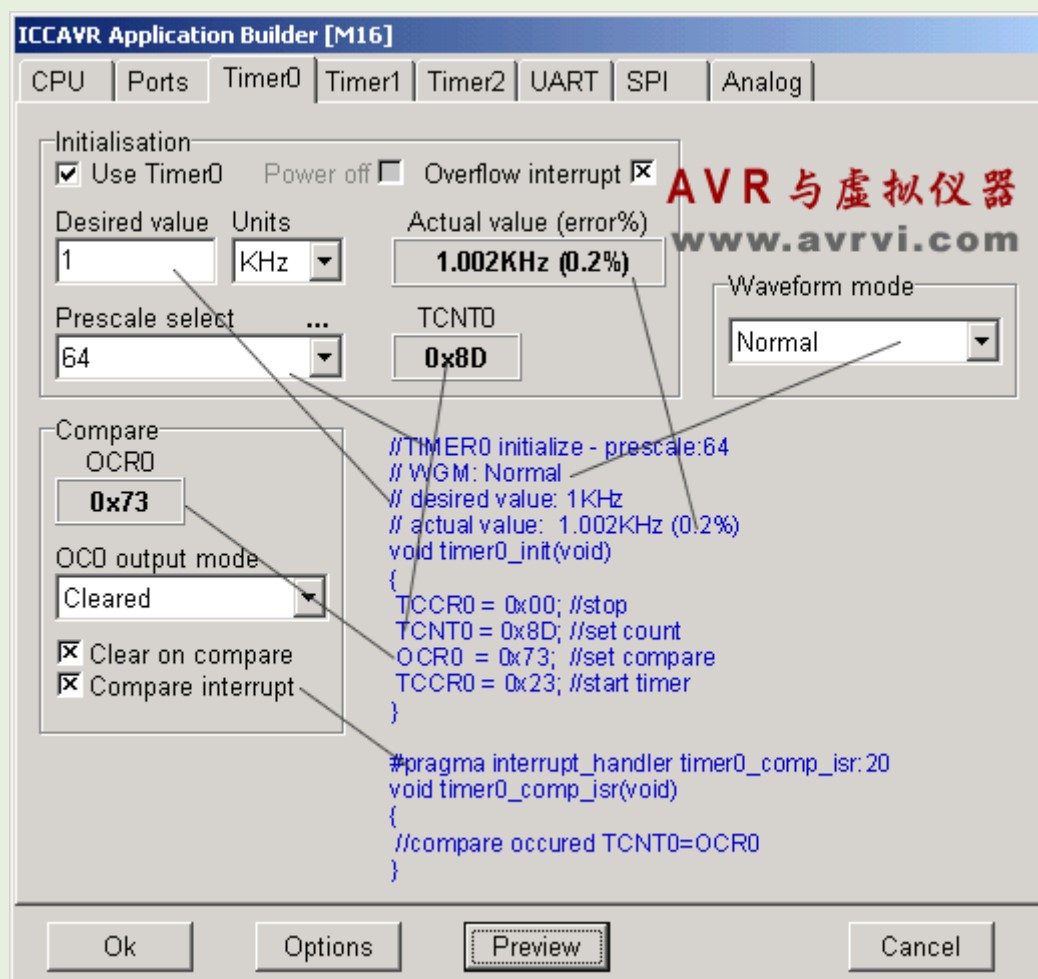 ICCAVR Application Builder [M16]
CPU Ports Timer0 Timer1 Timer2 UART SPI Analog
Initialisation
Use Timer0 Power off Overflow interrupt
Desired value Units Actual value (error%)
1 KHz 1.002KHz (0.2%)
Prescale select ... TCNT0
64 0x8D
AVR与虚拟仪器
www.avrvi.com
Waveform mode
Normal
Compare
OCR0
0x73
OC0 output mode
Cleared
Clear on compare
Compare interrupt
//TIMER0 initialize - prescale:64
// WGM: Normal
// desired value: 1KHz
// actual value: 1.002KHz (0.2%)
void timer0_init(void)
{
TCCR0 = 0x00; //stop
TCNT0 = 0x8D; //set count
OCR0 = 0x73; //set compare
TCCR0 = 0x23; //start timer
}
#pragma interrupt_handler timer0_comp_isr:20
void timer0_comp_isr(void)
{
//compare occured TCNT0=OCR0
}
Ok Options Preview Cancel